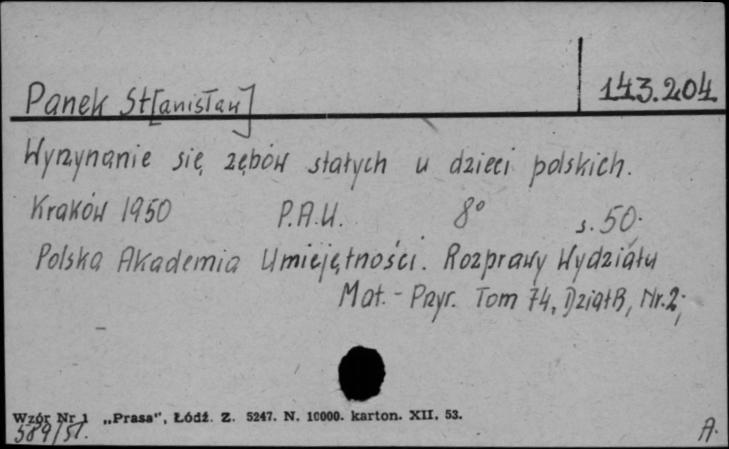 143.204
Panek St[anisław]
Wyrzynanie się zębów stałych u dzieci polskich.
Kraków 1950 P.A.U. 8° s. 50.
Polska Akademia Umiejętności. Rozprawy Wydziału
Mat.-Przyr. Tom 74, Dział B, Nr. 2;
Wzór Nr 1 „Prasa", Łódź. Z. 5247. N. 10000. karton. XII. 53.
589/51. A.